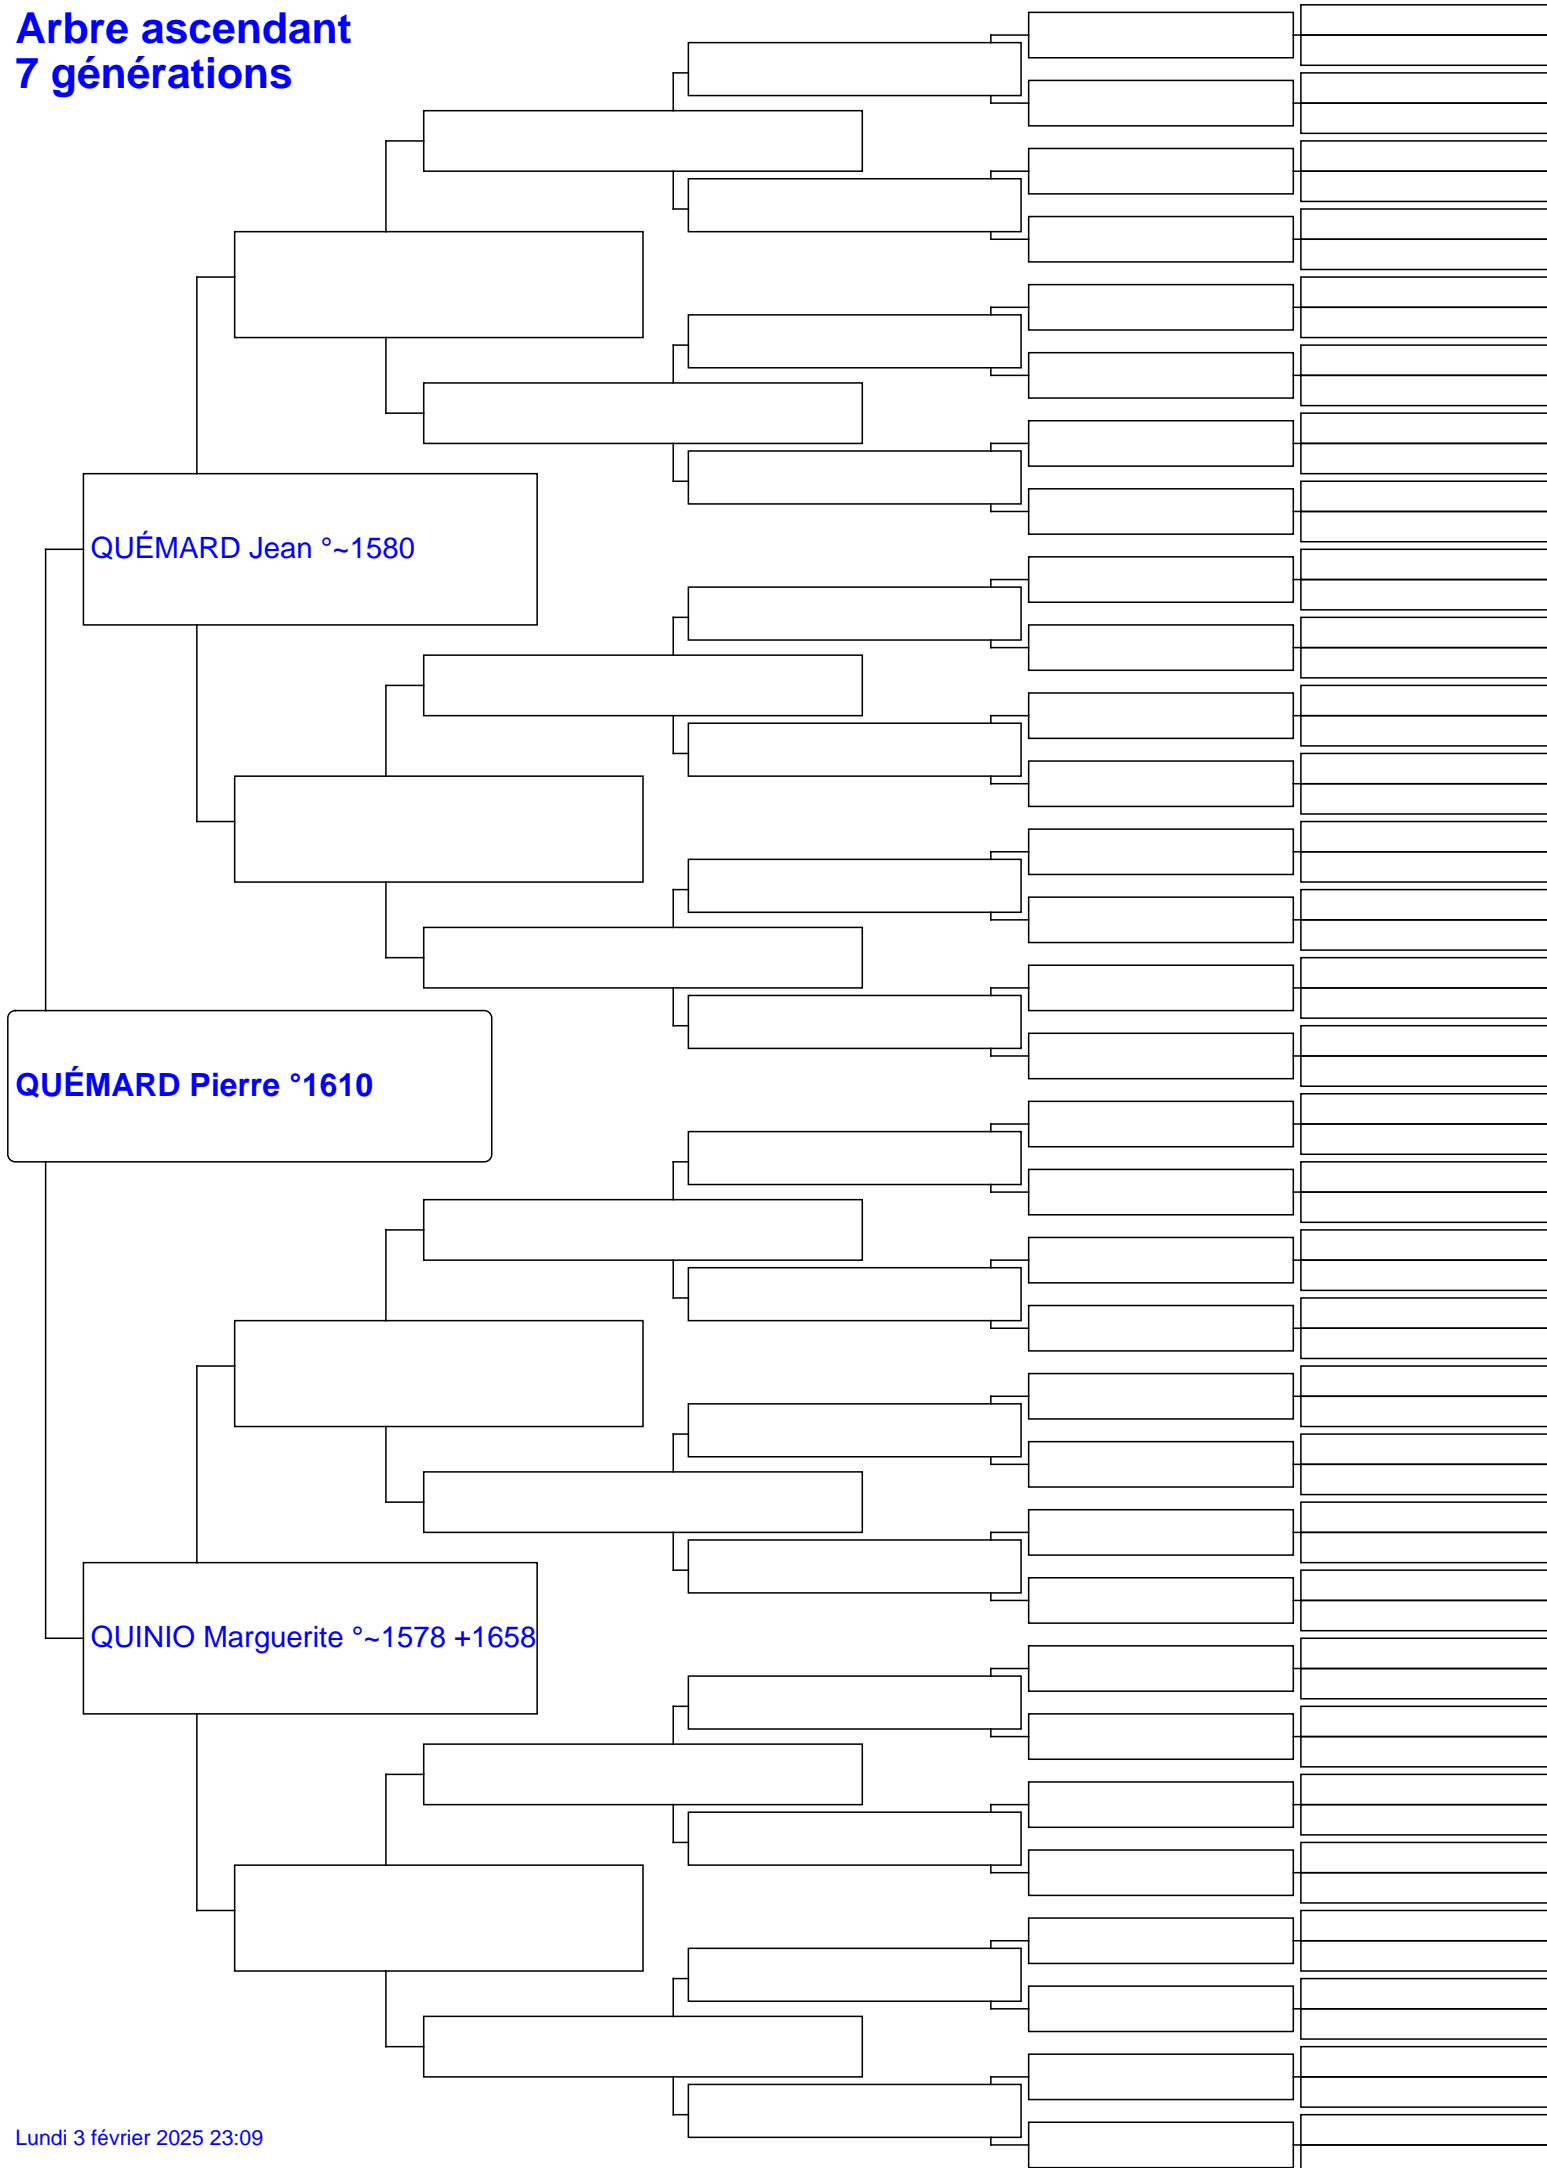 Arbre ascendant
7 générations
QUÉMARD Jean °~1580
QUÉMARD Pierre °1610
QUINIO Marguerite °~1578 +1658
Lundi 3 février 2025 23:09